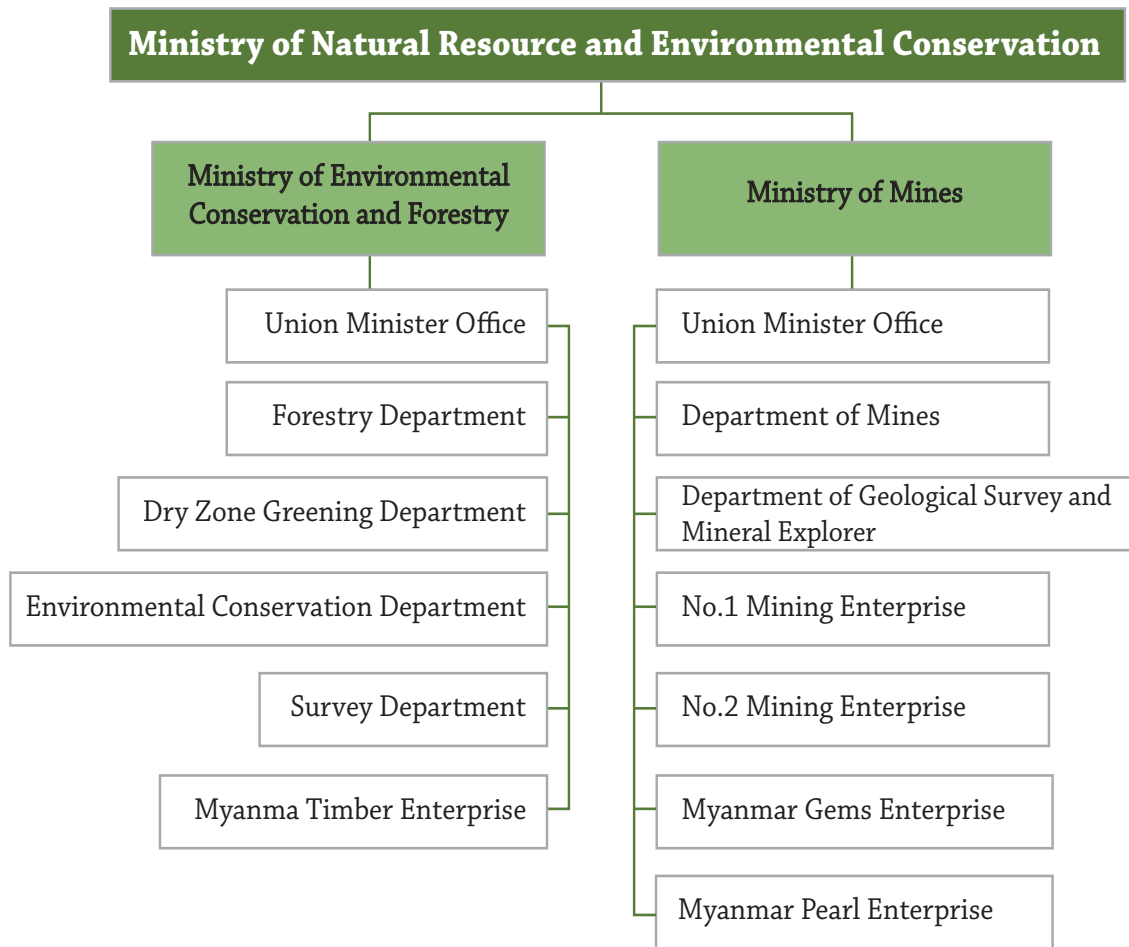 Ministry of Natural Resource and Environmental Conservation
Ministry of Environmental
Conservation and Forestry
Union Minister Office
Forestry Department
Dry Zone Greening Department
Environmental Conservation Department
Survey Department
Myanma Timber Enterprise
Ministry of Mines
Union Minister Office
Department of Mines
Department of Geological Survey and
Mineral Explorer
No.1 Mining Enterprise
No.2 Mining Enterprise
Myanmar Gems Enterprise
Myanmar Pearl Enterprise